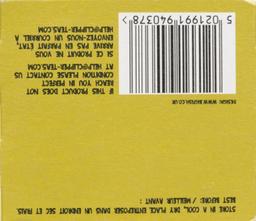 STORE IN A COOL, DRY PLACE. ENTREPOSER DANS UN ENDROIT SEC ET FRAIS.
BEST BEFORE: / MEILLEUR AVANT :
DESIGN: WWW.BIGFISH.CO.UK
IF THIS PRODUCT DOES NOT
REACH YOU IN PERFECT
CONDITION PLEASE CONTACT US
AT HELP@CLIPPER-TEAS.COM
SI CE PRODUIT NE VOUS
ARRIVE PAS EN PARFAIT ÉTAT,
ENVOYEZ-NOUS UN COURRIEL À
HELP@CLIPPER-TEAS.COM
5 021991 940378 >